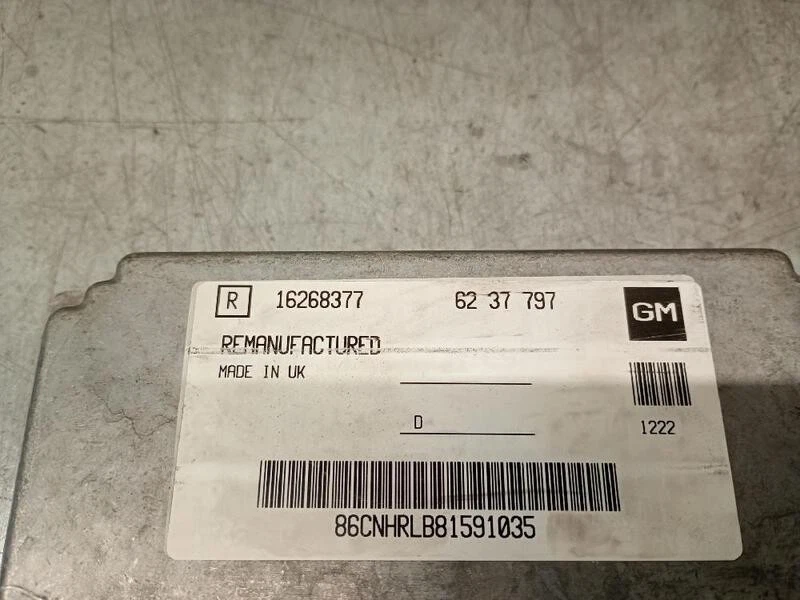 R 16268377 62 37 797 GM
REMANUFACTURED
MADE IN UK
D
1222
86CNHRLB81591035